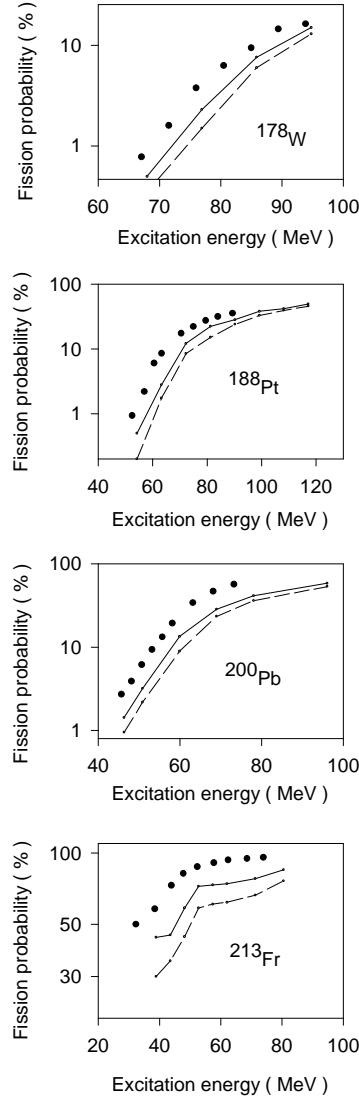 Fission probability ( % )
10
1
178W
60 70 80 90 100
Excitation energy ( MeV )
Fission probability ( % )
100
10
1
188Pt
40 60 80 100 120
Excitation energy ( MeV )
Fission probability ( % )
100
10
1
200Pb
40 60 80 100
Excitation energy ( MeV )
Fission probability ( % )
100
50
30
213Fr
20 40 60 80 100
Excitation energy ( MeV )